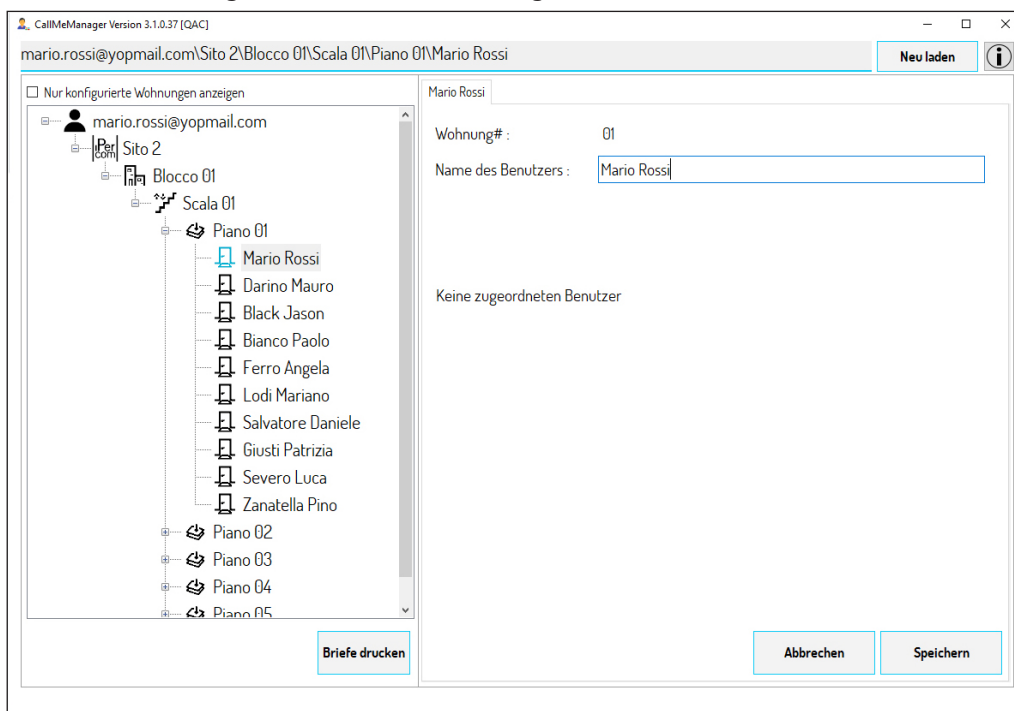 CallMeManager Version 3.1.0.37 [QAC]
mario.rossi@yopmail.com\Sito 2\Blocco 01\Scala 01\Piano 01\Mario Rossi
Neu laden
Nur konfigurierte Wohnungen anzeigen
mario.rossi@yopmail.com
iPer com Sito 2
Blocco 01
Scala 01
Piano 01
Mario Rossi
Darino Mauro
Black Jason
Bianco Paolo
Ferro Angela
Lodi Mariano
Salvatore Daniele
Giusti Patrizia
Severo Luca
Zanatella Pino
Piano 02
Piano 03
Piano 04
Piano 05
Briefe drucken
Mario Rossi
Wohnung# : 01
Name des Benutzers : Mario Rossi
Keine zugeordneten Benutzer
Abbrechen Speichern